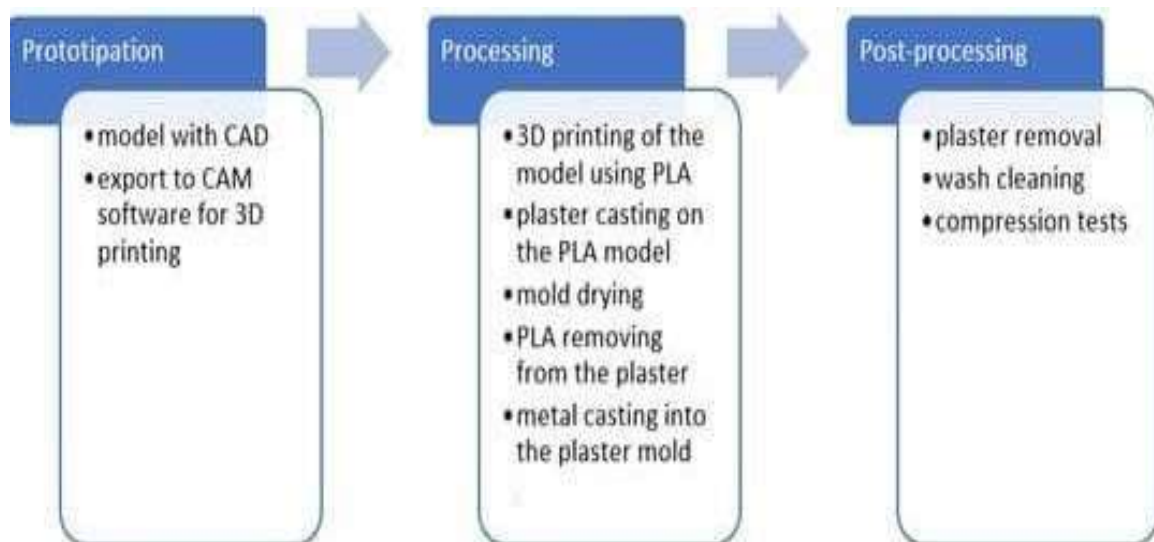 Prototipation
• model with CAD
• export to CAM
software for 3D
printing
Processing
• 3D printing of the
model using PLA
• plaster casting on
the PLA model
• mold drying
• PLA removing
from the plaster
• metal casting into
the plaster mold
Post-processing
• plaster removal
• wash cleaning
• compression tests